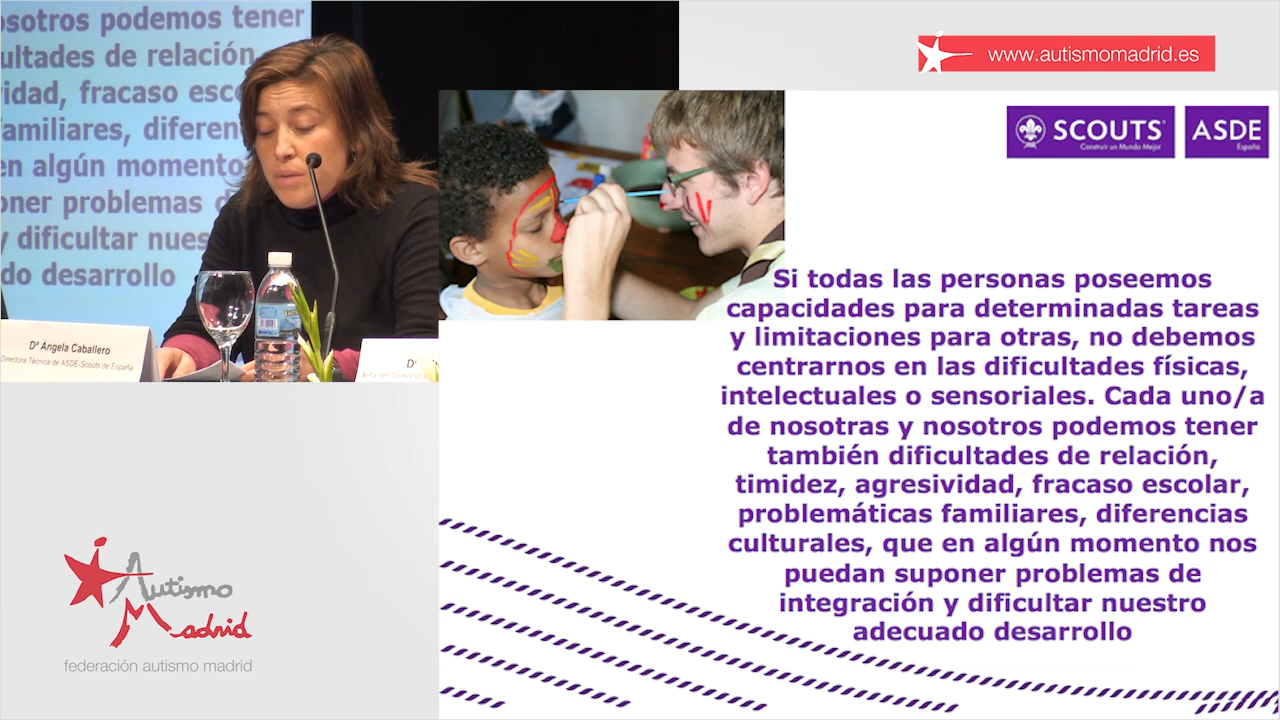 osotros podemos tener
ultades de relación
idad, fracaso esco
amiliares, diferen
en algún momento
oner problemas d
y dificultar nues
do desarrollo
Dª Angela Caballero
Directora Técnica de ASDE-Scouts de España
Dª
www.autismomadrid.es
SCOUTS
Construir un Mundo Mejor
ASDE
España
Si todas las personas poseemos
capacidades para determinadas tareas
y limitaciones para otras, no debemos
centrarnos en las dificultades físicas,
intelectuales o sensoriales. Cada uno/a
de nosotras y nosotros podemos tener
también dificultades de relación,
timidez, agresividad, fracaso escolar,
problemáticas familiares, diferencias
culturales, que en algún momento nos
puedan suponer problemas de
integración y dificultar nuestro
adecuado desarrollo
Autismo
Madrid
federación autismo madrid